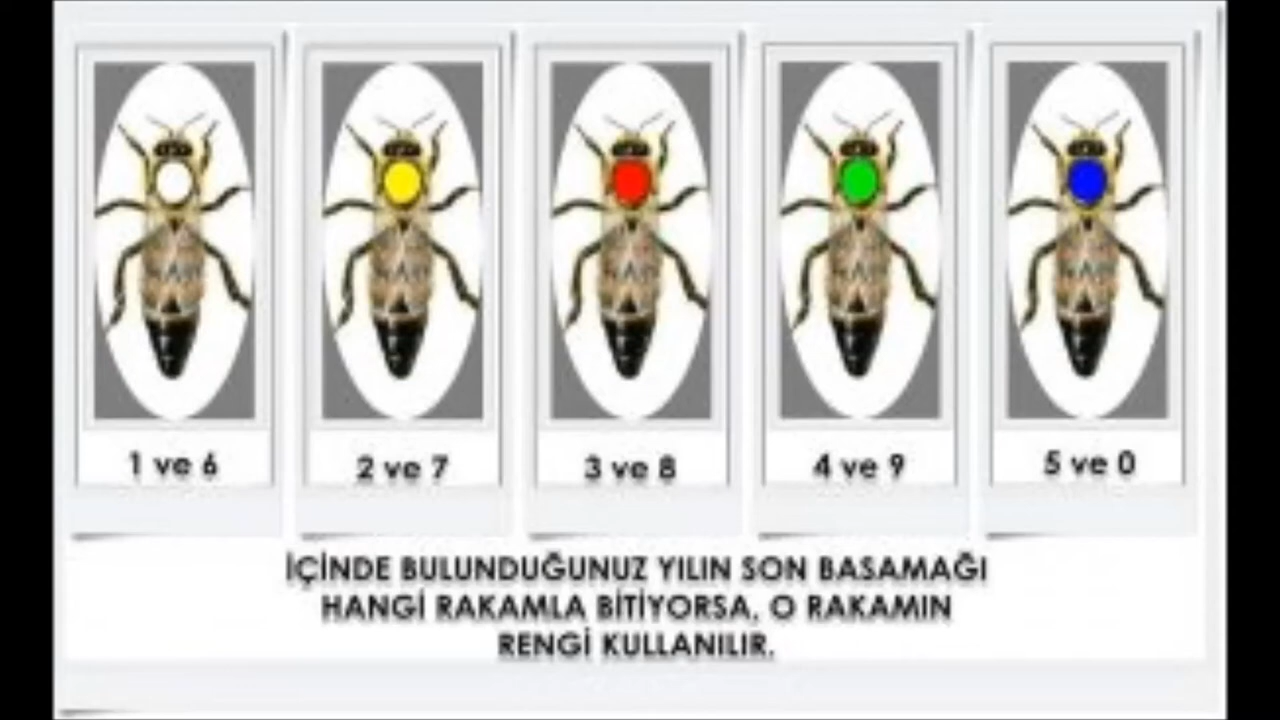 1 ve 6
2 ve 7
3 ve 8
4 ve 9
5 ve 0
İÇİNDE BULUNDUĞUNUZ YILIN SON BASAMAĞI
HANGİ RAKAMLA BİTİYORSA, O RAKAMIN
RENGİ KULLANILIR.